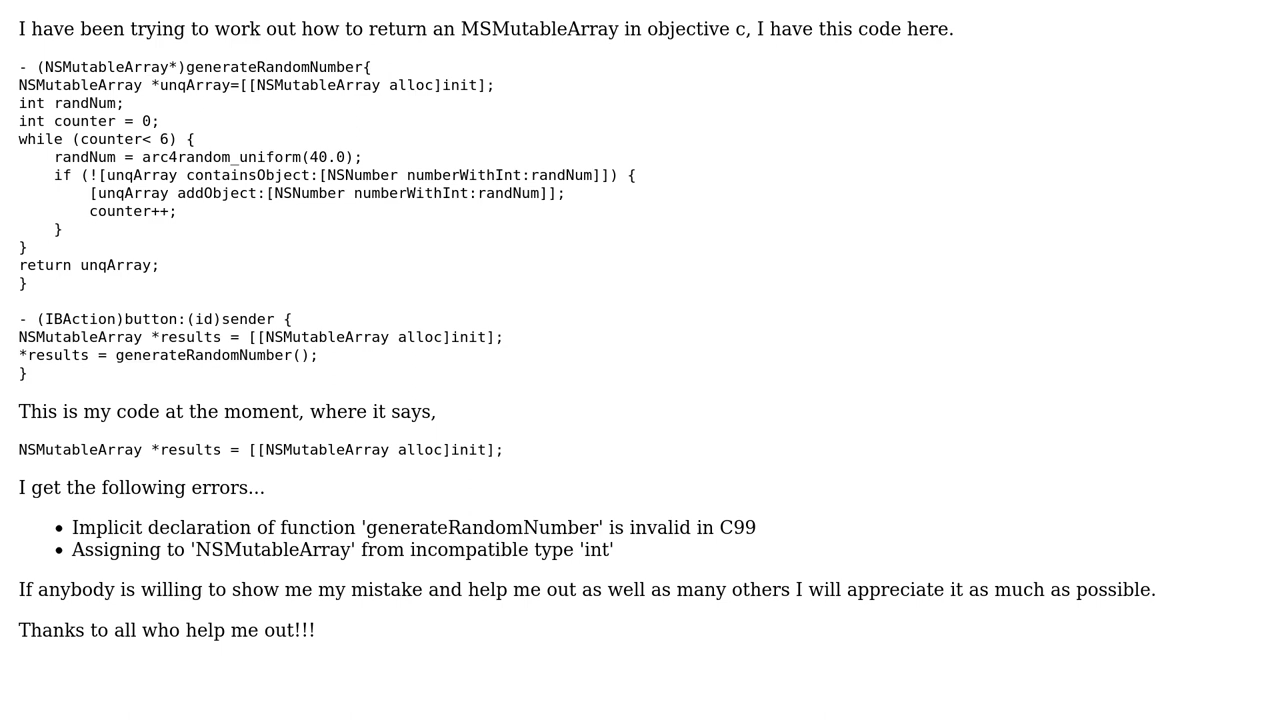 I have been trying to work out how to return an MSMutableArray in objective c, I have this code here.
- (NSMutableArray*)generateRandomNumber{
NSMutableArray *unqArray=[[NSMutableArray alloc]init];
int randNum;
int counter = 0;
while (counter< 6) {
    randNum = arc4random_uniform(40.0);
    if (![unqArray containsObject:[NSNumber numberWithInt:randNum]]) {
        [unqArray addObject:[NSNumber numberWithInt:randNum]];
        counter++;
    }
}
return unqArray;
}
- (IBAction)button:(id)sender {
NSMutableArray *results = [[NSMutableArray alloc]init];
*results = generateRandomNumber();
}
This is my code at the moment, where it says,
NSMutableArray *results = [[NSMutableArray alloc]init];
I get the following errors...
• Implicit declaration of function 'generateRandomNumber' is invalid in C99
• Assigning to 'NSMutableArray' from incompatible type 'int'
If anybody is willing to show me my mistake and help me out as well as many others I will appreciate it as much as possible.
Thanks to all who help me out!!!